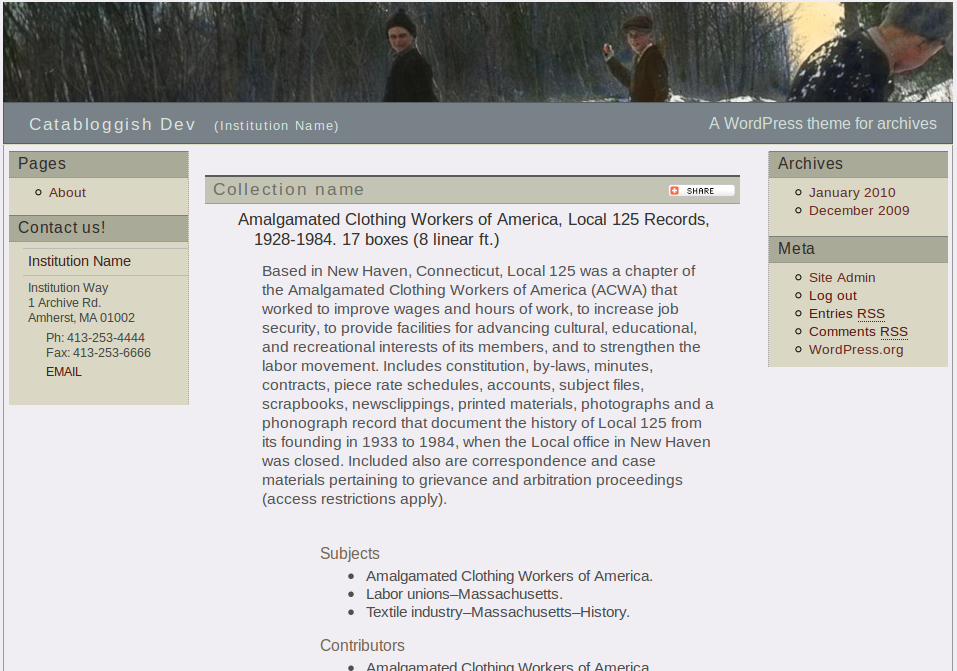 Catabloggish Dev (Institution Name)
A WordPress theme for archives
Pages
About
Contact us!
Institution Name
Institution Way
1 Archive Rd.
Amherst, MA 01002
Ph: 413-253-4444
Fax: 413-253-6666
EMAIL
Collection name
SHARE
Amalgamated Clothing Workers of America, Local 125 Records,
1928-1984. 17 boxes (8 linear ft.)
Based in New Haven, Connecticut, Local 125 was a chapter of
the Amalgamated Clothing Workers of America (ACWA) that
worked to improve wages and hours of work, to increase job
security, to provide facilities for advancing cultural, educational,
and recreational interests of its members, and to strengthen the
labor movement. Includes constitution, by-laws, minutes,
contracts, piece rate schedules, accounts, subject files,
scrapbooks, newsclippings, printed materials, photographs and a
phonograph record that document the history of Local 125 from
its founding in 1933 to 1984, when the Local office in New Haven
was closed. Included also are correspondence and case
materials pertaining to grievance and arbitration proceedings
(access restrictions apply).
Subjects
Amalgamated Clothing Workers of America.
Labor unions–Massachusetts.
Textile industry–Massachusetts–History.
Contributors
Amalgamated Clothing Workers of America
Archives
January 2010
December 2009
Meta
Site Admin
Log out
Entries RSS
Comments RSS
WordPress.org